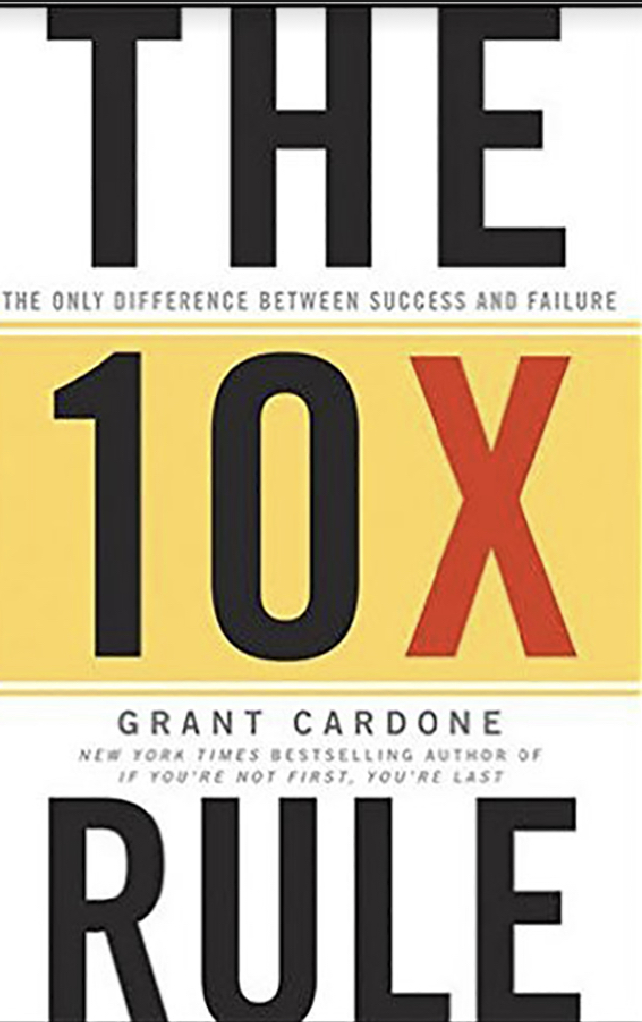 THE
THE ONLY DIFFERENCE BETWEEN SUCCESS AND FAILURE
10X
GRANT CARDONE
NEW YORK TIMES BESTSELLING AUTHOR OF
IF YOU'RE NOT FIRST, YOU'RE LAST
RULE